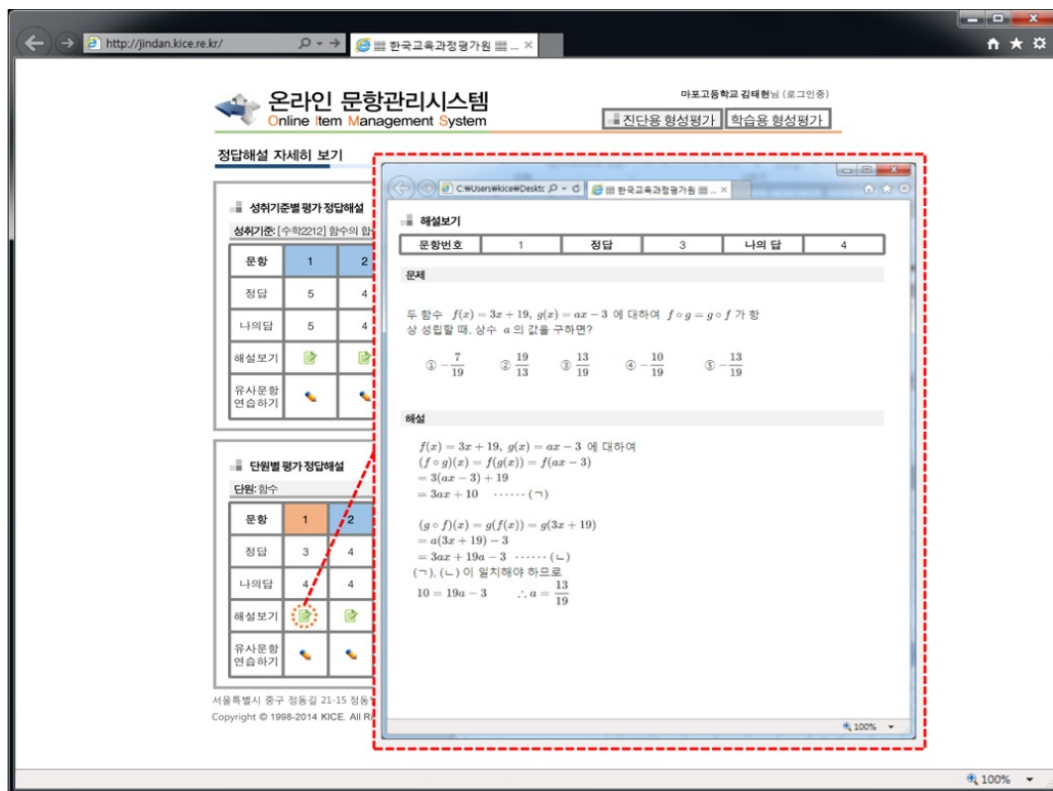 http://jindan.kice.re.kr/
한국교육과정평가원 ...
온라인 문항관리시스템
Online Item Management System
마포고등학교 김태현님 (로그인중)
진단용 형성평가 학습용 형성평가
정답해설 자세히 보기
성취기준별 평가 정답해설
성취기준: [수학2212] 함수의 합
문항 1 2
정답 5 4
나의답 5 4
해설보기
유사문항
연습하기
단원별 평가 정답해설
단원: 함수
문항 1 2
정답 3 4
나의답 4 4
해설보기
유사문항
연습하기
서울특별시 중구 정동길 21-15 정동
Copyright © 1998-2014 KICE. All
C:₩Users₩kice₩Desktc
한국교육과정평가원 ...
해설보기
문항번호 1 정답 3 나의 답 4
문제
두 함수 f(x) = 3x + 19, g(x) = ax − 3 에 대하여 f∘g = g∘f 가 항
상 성립할 때, 상수 a 의 값을 구하면?
① −7/19 ② 19/13 ③ 13/19 ④ −10/19 ⑤ −13/19
해설
f(x) = 3x + 19, g(x) = ax − 3 에 대하여
(f∘g)(x) = f(g(x)) = f(ax − 3)
= 3(ax − 3) + 19
= 3ax + 10 ⋯⋯ (ㄱ)
(g∘f)(x) = g(f(x)) = g(3x + 19)
= a(3x + 19) − 3
= 3ax + 19a − 3 ⋯⋯ (ㄴ)
(ㄱ), (ㄴ) 이 일치해야 하므로
10 = 19a − 3 ∴ a = 13/19
100%
100%